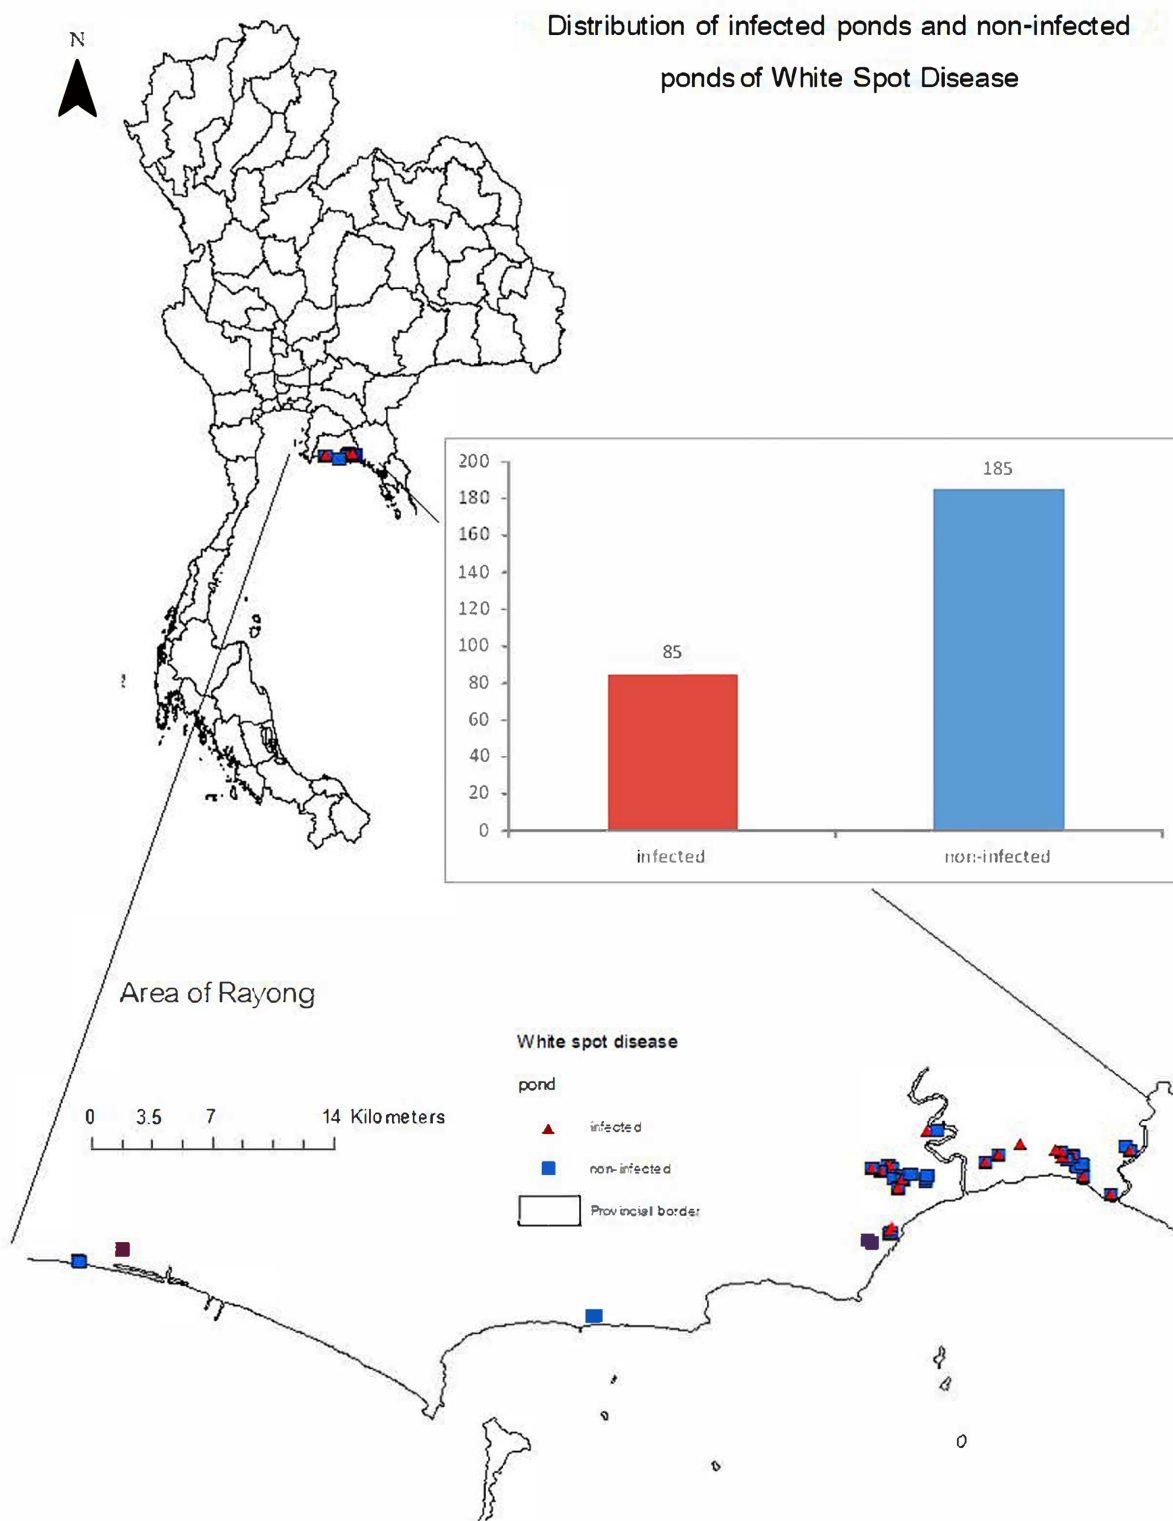 Distribution of infected ponds and non-infected
ponds of White Spot Disease
N
200
180
160
140
120
100
80
60
40
20
0
85
185
infected
non-infected
Area of Rayong
0 3.5 7 14 Kilometers
White spot disease
pond
infected
non-infected
Provincial border